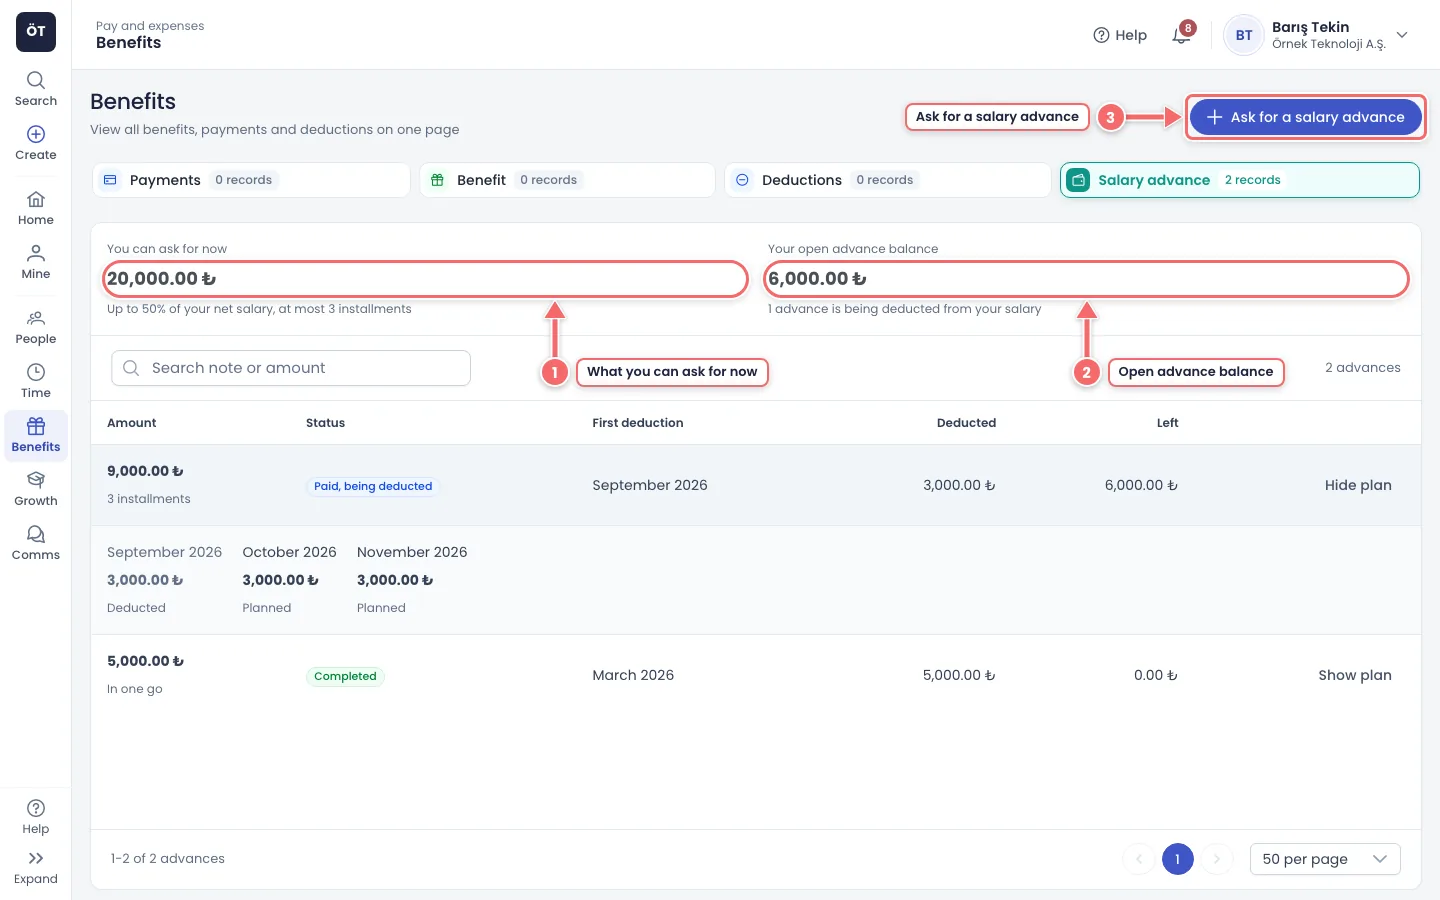 ÖT
Pay and expenses
Benefits
Help
8
BT
Barış Tekin
Örnek Teknoloji A.Ş.
Search
Create
Home
Mine
People
Time
Benefits
Growth
Comms
Help
Expand
Benefits
View all benefits, payments and deductions on one page
Ask for a salary advance
3
Ask for a salary advance
Payments 0 records
Benefit 0 records
Deductions 0 records
Salary advance 2 records
You can ask for now
20,000.00 ₺
Up to 50% of your net salary, at most 3 installments
Your open advance balance
6,000.00 ₺
1 advance is being deducted from your salary
Search note or amount
1 What you can ask for now
2 Open advance balance
2 advances
Amount Status First deduction Deducted Left
9,000.00 ₺
3 installments
Paid, being deducted
September 2026
3,000.00 ₺
6,000.00 ₺
Hide plan
September 2026 October 2026 November 2026
3,000.00 ₺ 3,000.00 ₺ 3,000.00 ₺
Deducted Planned Planned
5,000.00 ₺
In one go
Completed
March 2026
5,000.00 ₺
0.00 ₺
Show plan
1-2 of 2 advances
1
50 per page